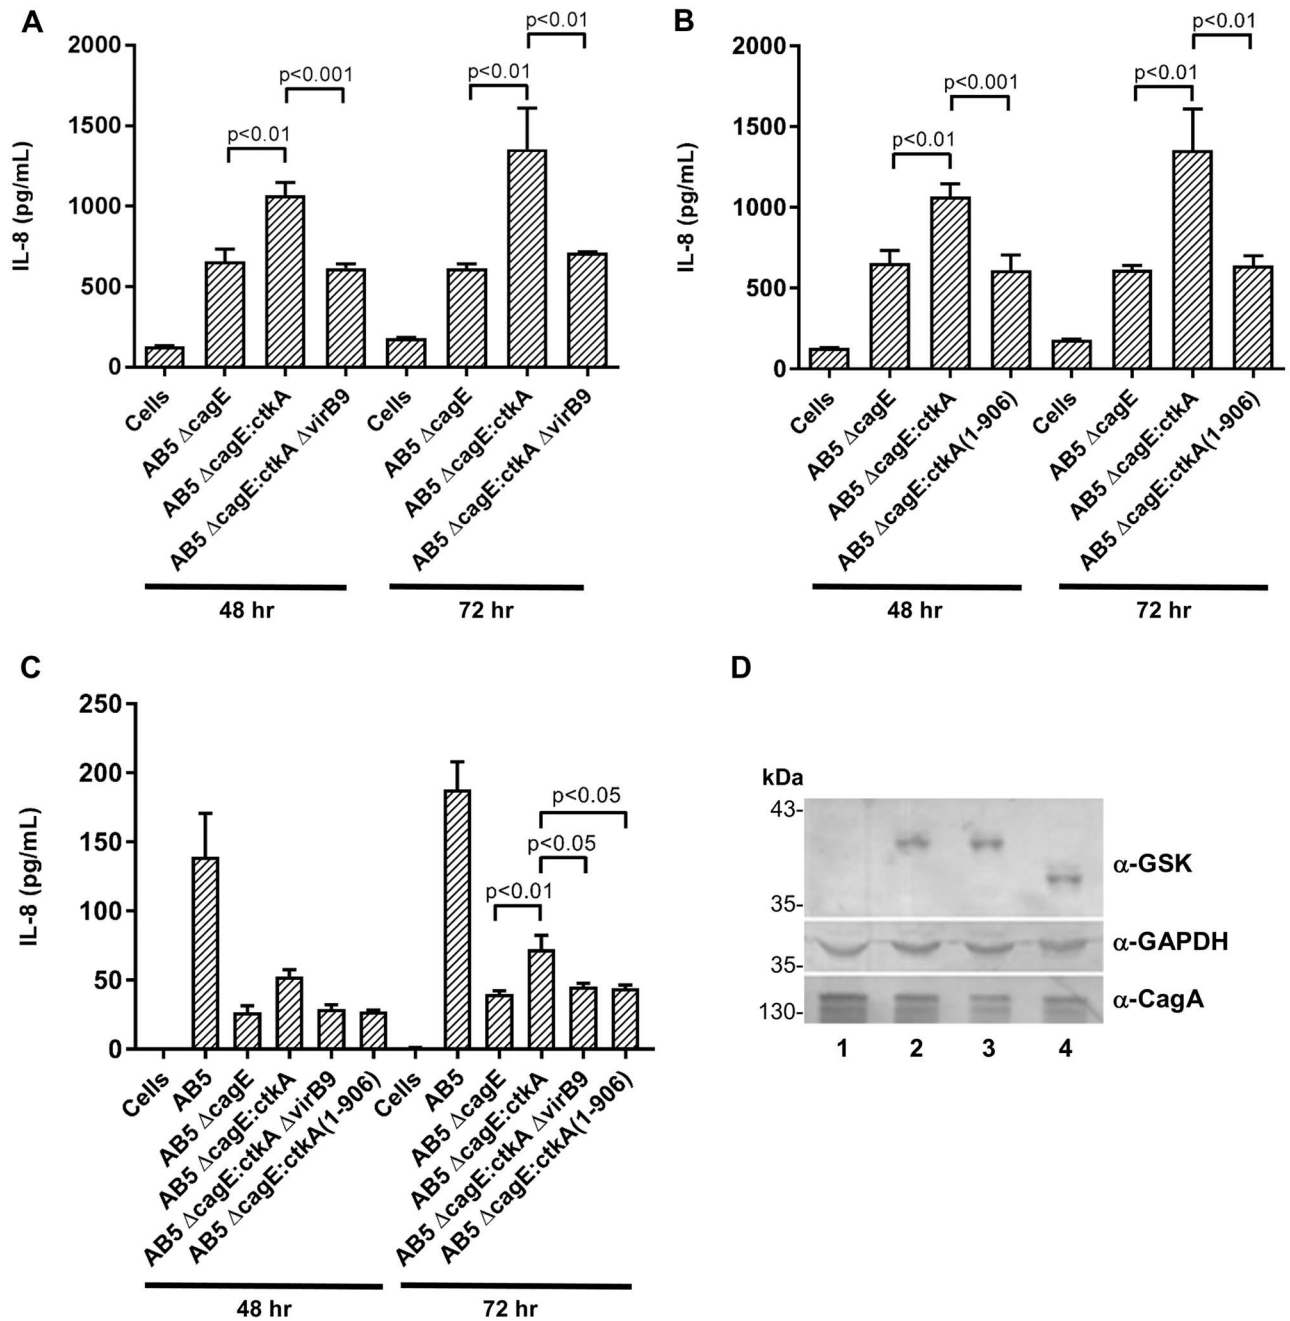 A
IL-8 (pg/mL)
2000
1500
1000
500
0
p<0.01
p<0.001
p<0.01
p<0.01
Cells
AB5 ΔcagE
AB5 ΔcagE:ctkA
AB5 ΔcagE:ctkA ΔvirB9
Cells
AB5 ΔcagE
AB5 ΔcagE:ctkA
AB5 ΔcagE:ctkA ΔvirB9
48 hr
72 hr
B
IL-8 (pg/mL)
2000
1500
1000
500
0
p<0.01
p<0.001
p<0.01
p<0.01
Cells
AB5 ΔcagE
AB5 ΔcagE:ctkA
AB5 ΔcagE:ctkA(1-906)
Cells
AB5 ΔcagE
AB5 ΔcagE:ctkA
AB5 ΔcagE:ctkA(1-906)
48 hr
72 hr
C
IL-8 (pg/mL)
250
200
150
100
50
0
p<0.01
p<0.05
p<0.05
Cells
AB5
AB5 ΔcagE
AB5 ΔcagE:ctkA
AB5 ΔcagE:ctkA ΔvirB9
AB5 ΔcagE:ctkA(1-906)
Cells
AB5
AB5 ΔcagE
AB5 ΔcagE:ctkA
AB5 ΔcagE:ctkA ΔvirB9
AB5 ΔcagE:ctkA(1-906)
48 hr
72 hr
D
kDa
43-
α-GSK
35-
α-GAPDH
35-
α-CagA
130-
1 2 3 4